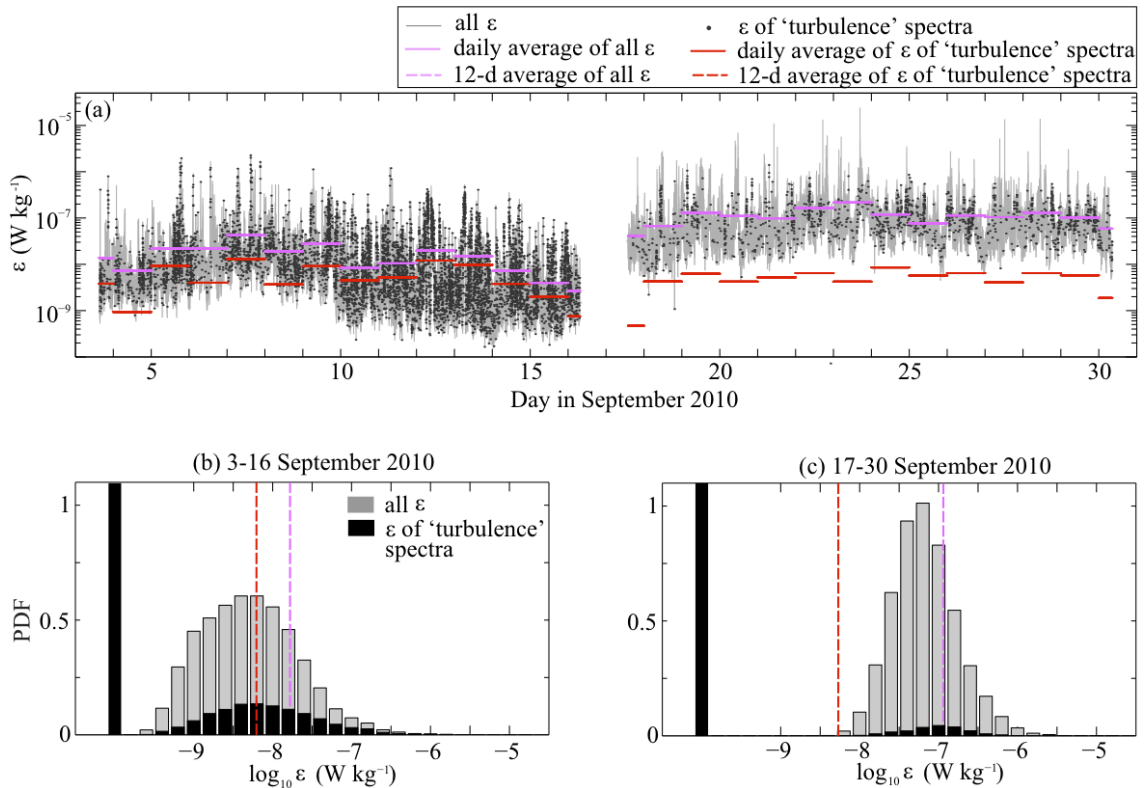 all ε
ε of ‘turbulence’ spectra
daily average of all ε
daily average of ε of ‘turbulence’ spectra
12-d average of all ε
12-d average of ε of ‘turbulence’ spectra
(a)
10⁻⁵
10⁻⁷
10⁻⁹
ε (W kg⁻¹)
5 10 15 20 25 30
Day in September 2010
(b) 3-16 September 2010
1
0.5
0
PDF
all ε
ε of ‘turbulence’
spectra
−9 −8 −7 −6 −5
log₁₀ ε (W kg⁻¹)
(c) 17-30 September 2010
1
0.5
0
−9 −8 −7 −6 −5
log₁₀ ε (W kg⁻¹)